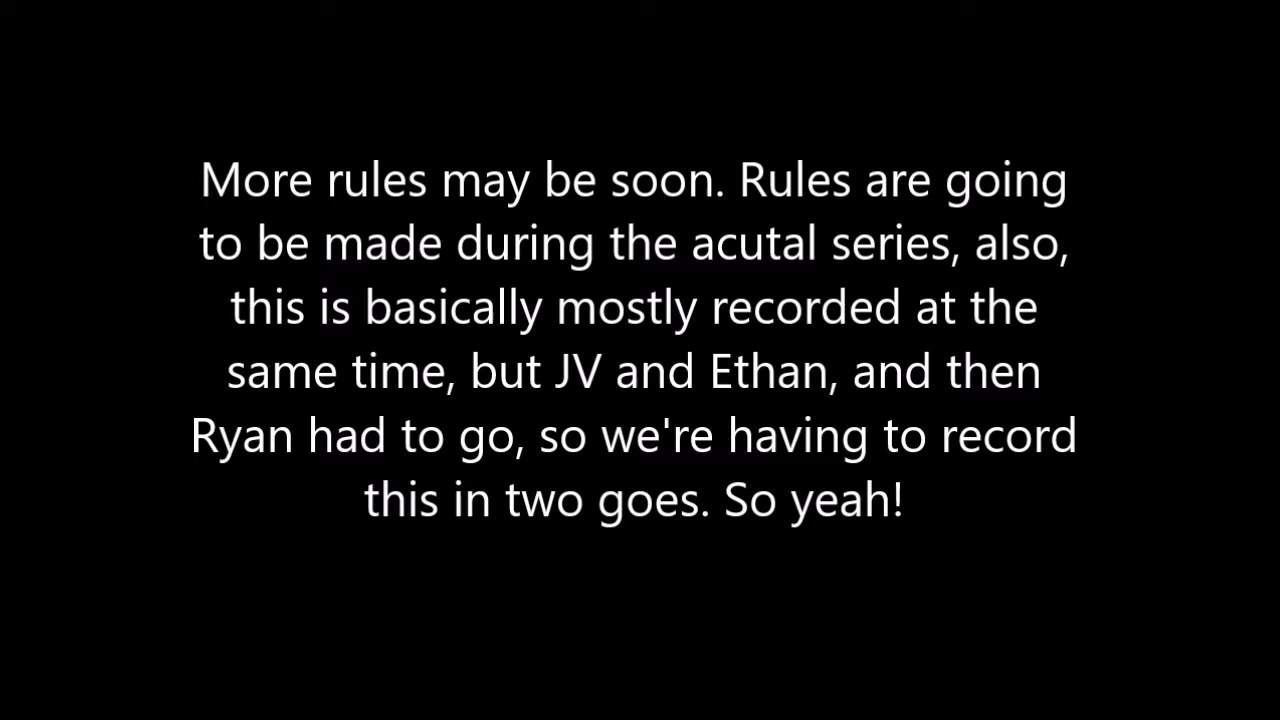 More rules may be soon. Rules are going
to be made during the acutal series, also,
this is basically mostly recorded at the
same time, but JV and Ethan, and then
Ryan had to go, so we're having to record
this in two goes. So yeah!